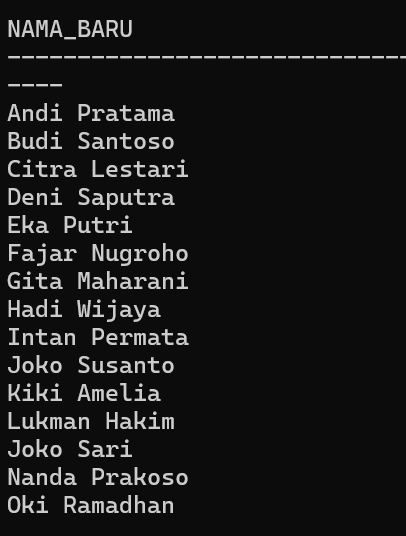 NAMA_BARU
-----------------------------
----
Andi Pratama
Budi Santoso
Citra Lestari
Deni Saputra
Eka Putri
Fajar Nugroho
Gita Maharani
Hadi Wijaya
Intan Permata
Joko Susanto
Kiki Amelia
Lukman Hakim
Joko Sari
Nanda Prakoso
Oki Ramadhan